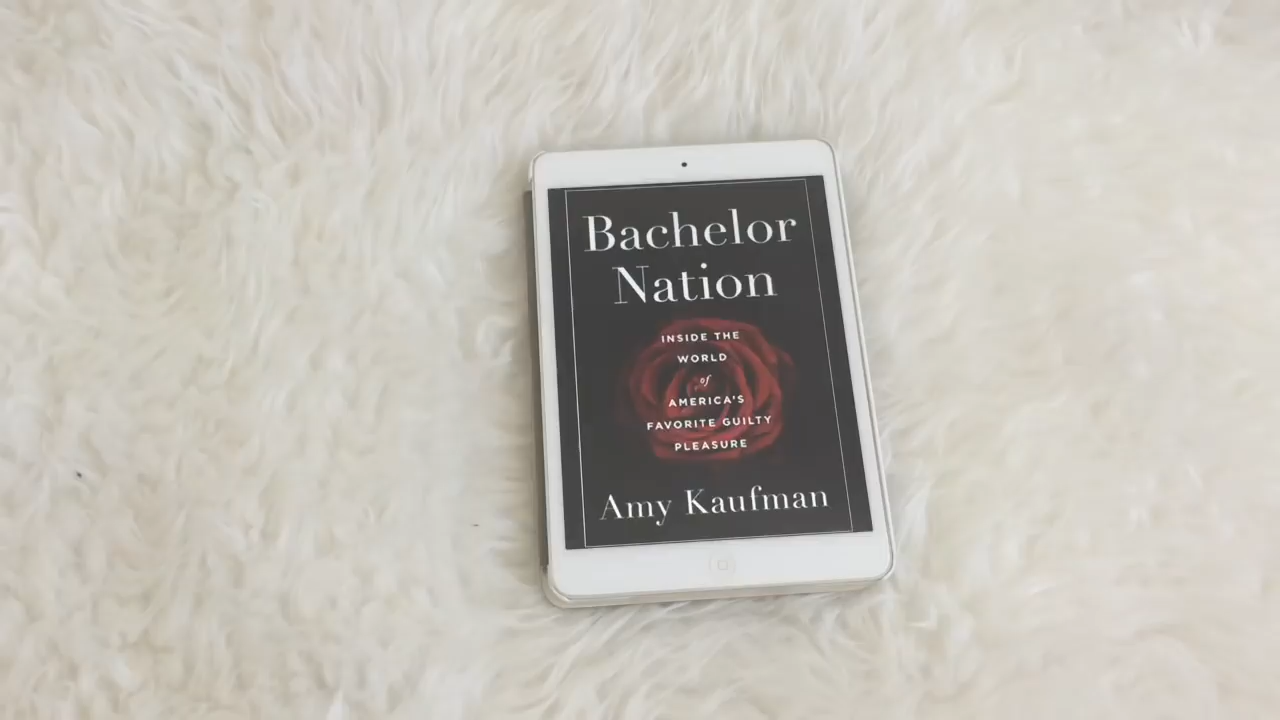 Bachelor
Nation
INSIDE THE
WORLD
of
AMERICA'S
FAVORITE GUILTY
PLEASURE
Amy Kaufman